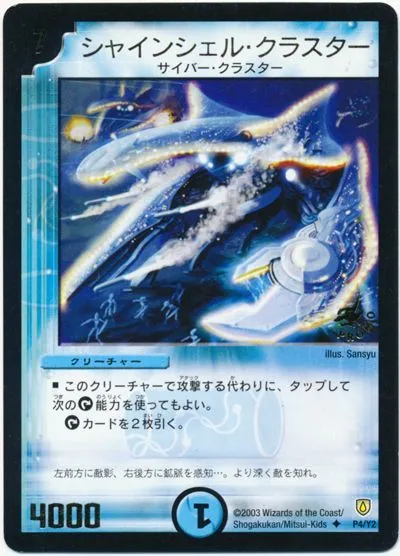 7
シャインシェル・クラスター
サイバー・クラスター
PROMO
illus. Sansyu
クリーチャー
■ このクリーチャーで攻撃する代わりに、タップして
次の 能力を使ってもよい。
カードを2枚引く。
左前方に敵影、右後方に鉱脈を感知…。より深く敵を知れ。
4000
1
©2003 Wizards of the Coast/
Shogakukan/Mitsui-Kids P4/Y2